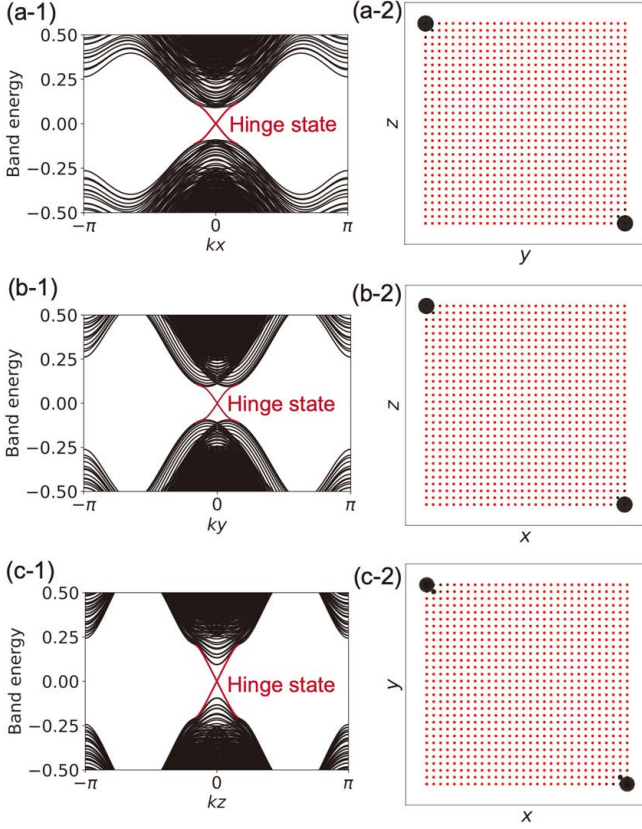 (a-1)
0.50
0.25
0.00
−0.25
−0.50
Band energy
Hinge state
−π
0
π
kx
(a-2)
z
y
(b-1)
0.50
0.25
0.00
−0.25
−0.50
Band energy
Hinge state
−π
0
π
ky
(b-2)
z
x
(c-1)
0.50
0.25
0.00
−0.25
−0.50
Band energy
Hinge state
−π
0
π
kz
(c-2)
y
x